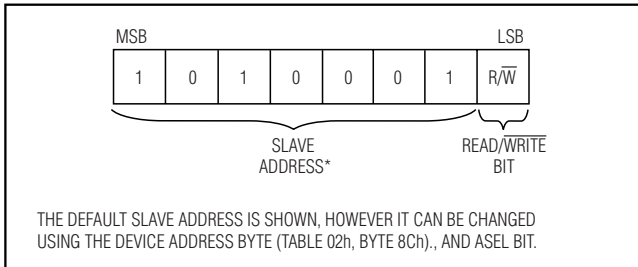 MSB LSB
1 0 1 0 0 0 1 R/W̅
SLAVE READ/W̅R̅I̅T̅E̅
ADDRESS* BIT
THE DEFAULT SLAVE ADDRESS IS SHOWN, HOWEVER IT CAN BE CHANGED
USING THE DEVICE ADDRESS BYTE (TABLE 02h, BYTE 8Ch)., AND ASEL BIT.